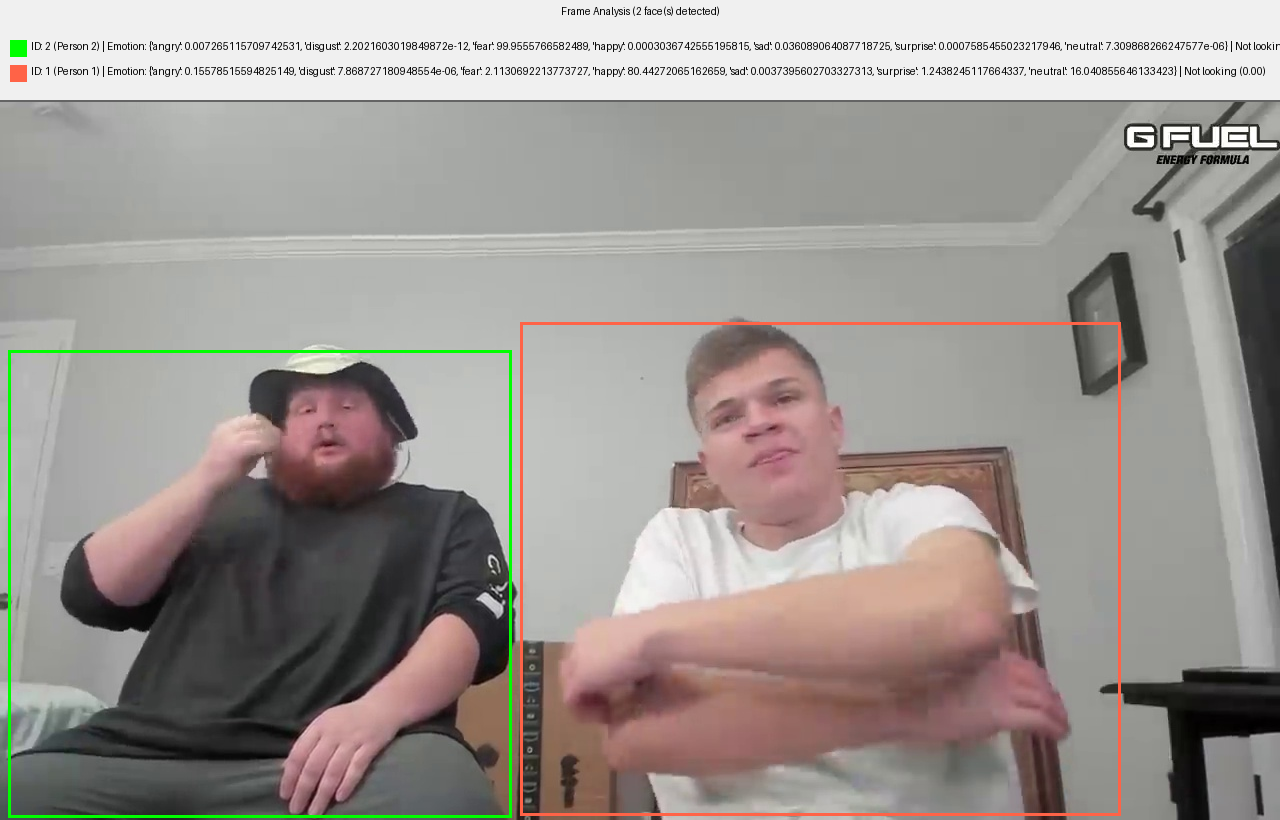 Frame Analysis (2 face(s) detected)
ID: 2 (Person 2) | Emotion: {'angry': 0.007265115709742531, 'disgust': 2.2021603019849872e-12, 'fear': 99.9555766582489, 'happy': 0.0003036742555195815, 'sad': 0.036089064087718725, 'surprise': 0.0007585455023217946, 'neutral': 7.309868266247577e-06} | Not lookin
ID: 1 (Person 1) | Emotion: {'angry': 0.15578515594825149, 'disgust': 7.868727180948554e-06, 'fear': 2.1130692213773727, 'happy': 80.44272065162659, 'sad': 0.0037395602703327313, 'surprise': 1.2438245117664337, 'neutral': 16.040855646133423} | Not looking (0.00)
G FUEL
ENERGY FORMULA